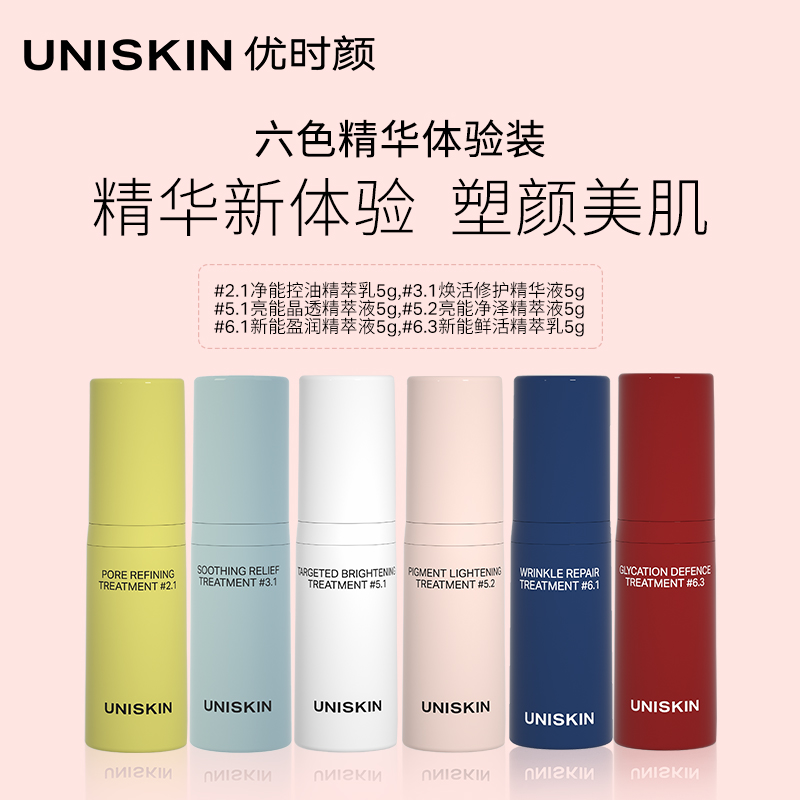 UNISKIN 优时颜
六色精华体验装
精华新体验 塑颜美肌
#2.1净能控油精萃乳5g,#3.1焕活修护精华液5g
#5.1亮能晶透精萃液5g,#5.2亮能净泽精萃液5g
#6.1新能盈润精萃液5g,#6.3新能鲜活精萃乳5g
PORE REFINING
TREATMENT #2.1
UNISKIN
SOOTHING RELIEF
TREATMENT #3.1
UNISKIN
TARGETED BRIGHTENING
TREATMENT #5.1
UNISKIN
PIGMENT LIGHTENING
TREATMENT #5.2
UNISKIN
WRINKLE REPAIR
TREATMENT #6.1
UNISKIN
GLYCATION DEFENCE
TREATMENT #6.3
UNISKIN